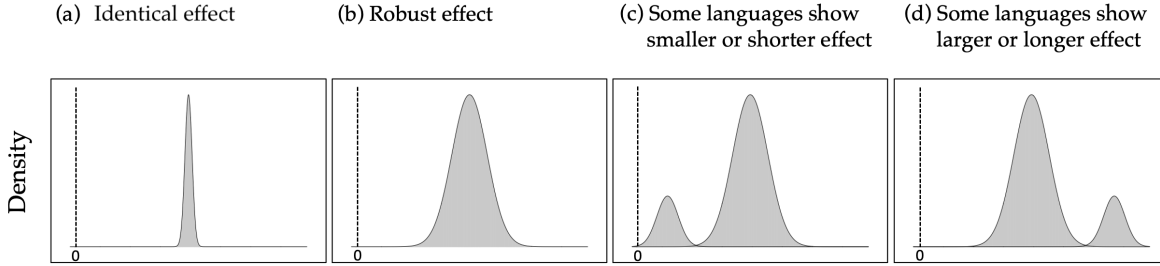 (a) Identical effect
(b) Robust effect
(c) Some languages show
smaller or shorter effect
(d) Some languages show
larger or longer effect
Density
0
0
0
0